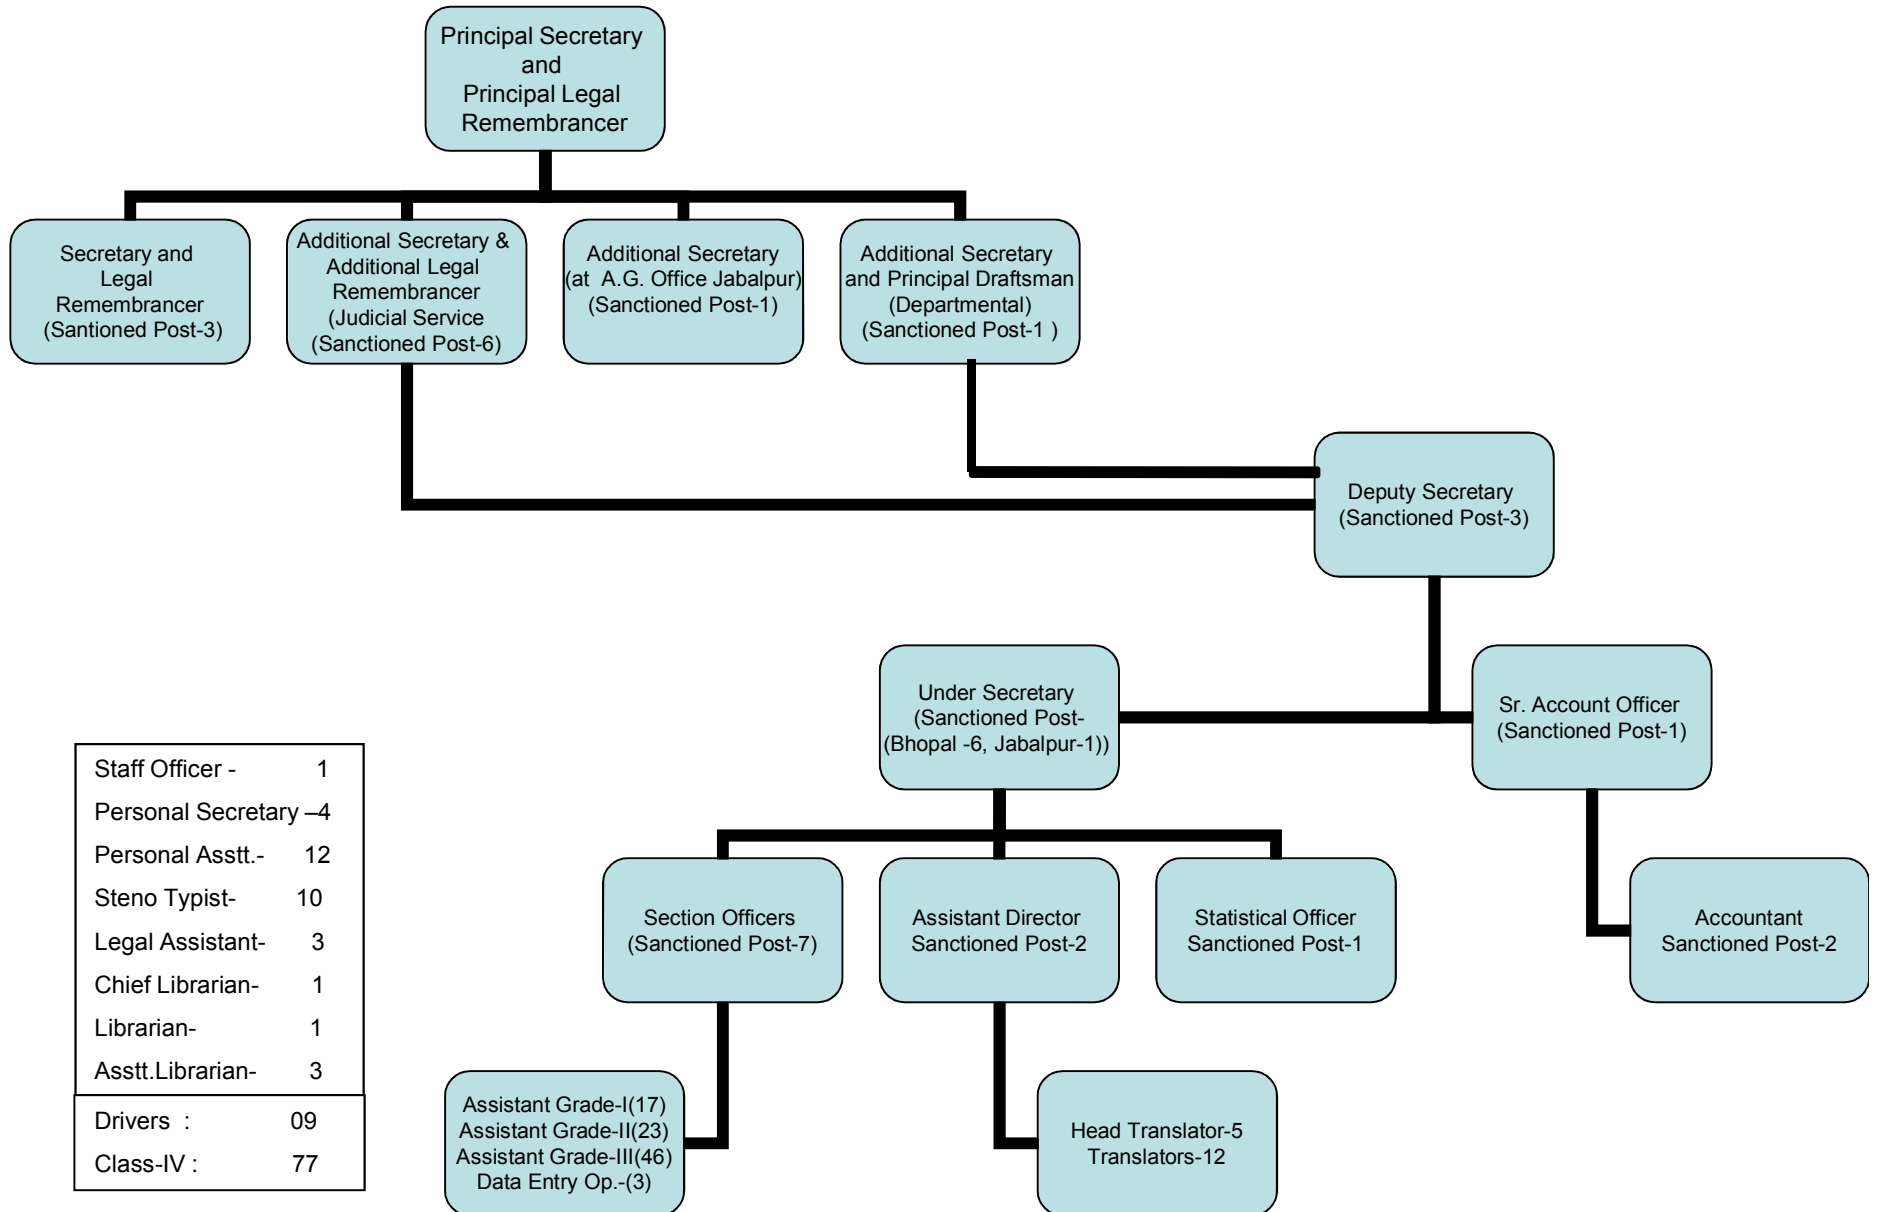 Principal Secretary
and
Principal Legal
Remembrancer
Secretary and
Legal
Remembrancer
(Santioned Post-3)
Additional Secretary &
Additional Legal
Remembrancer
(Judicial Service
(Sanctioned Post-6)
Additional Secretary
(at A.G. Office Jabalpur)
(Sanctioned Post-1)
Additional Secretary
and Principal Draftsman
(Departmental)
(Sanctioned Post-1 )
Deputy Secretary
(Sanctioned Post-3)
Under Secretary
(Sanctioned Post-
(Bhopal -6, Jabalpur-1))
Sr. Account Officer
(Sanctioned Post-1)
Staff Officer - 1
Personal Secretary –4
Personal Asstt.- 12
Steno Typist- 10
Legal Assistant- 3
Chief Librarian- 1
Librarian- 1
Asstt.Librarian- 3
Drivers : 09
Class-IV : 77
Section Officers
(Sanctioned Post-7)
Assistant Director
Sanctioned Post-2
Statistical Officer
Sanctioned Post-1
Accountant
Sanctioned Post-2
Assistant Grade-I(17)
Assistant Grade-II(23)
Assistant Grade-III(46)
Data Entry Op.-(3)
Head Translator-5
Translators-12